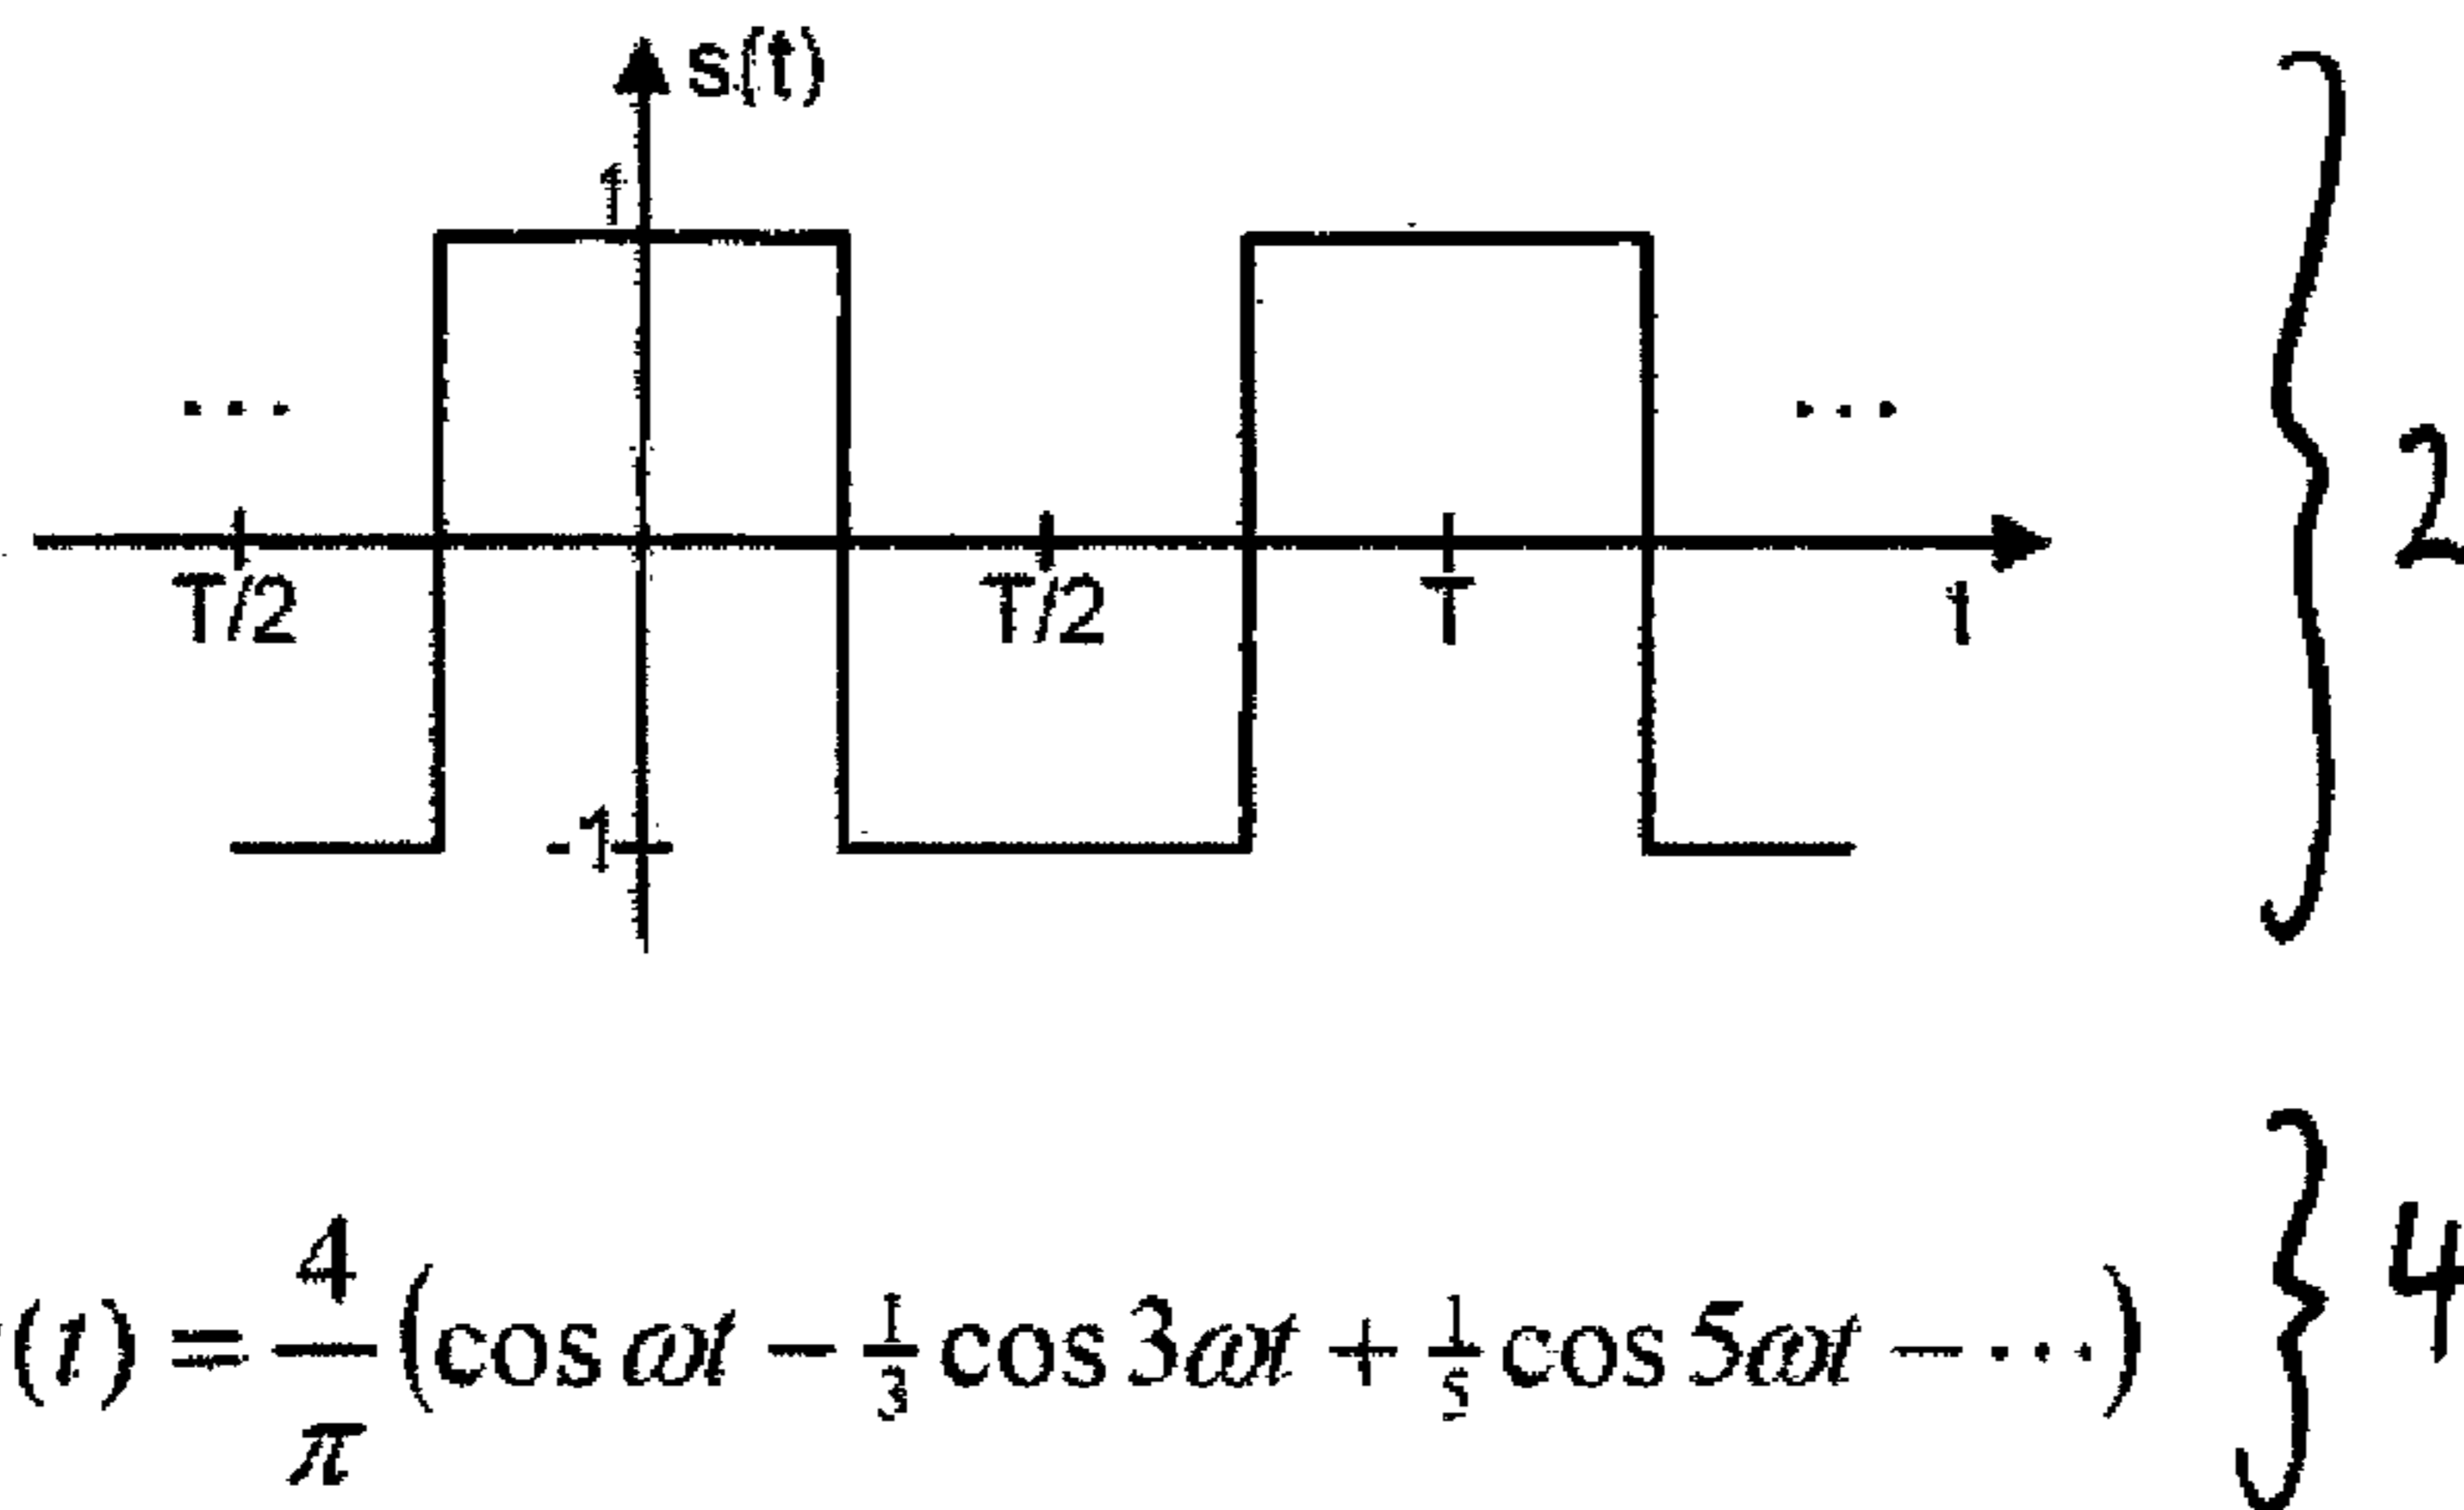 s(t)
1
... ...
2
T/2 T/2 T t
-1
(t) = 4/π (cos ωt − 1/3 cos 3ωt + 1/5 cos 5ωt − ···)
4